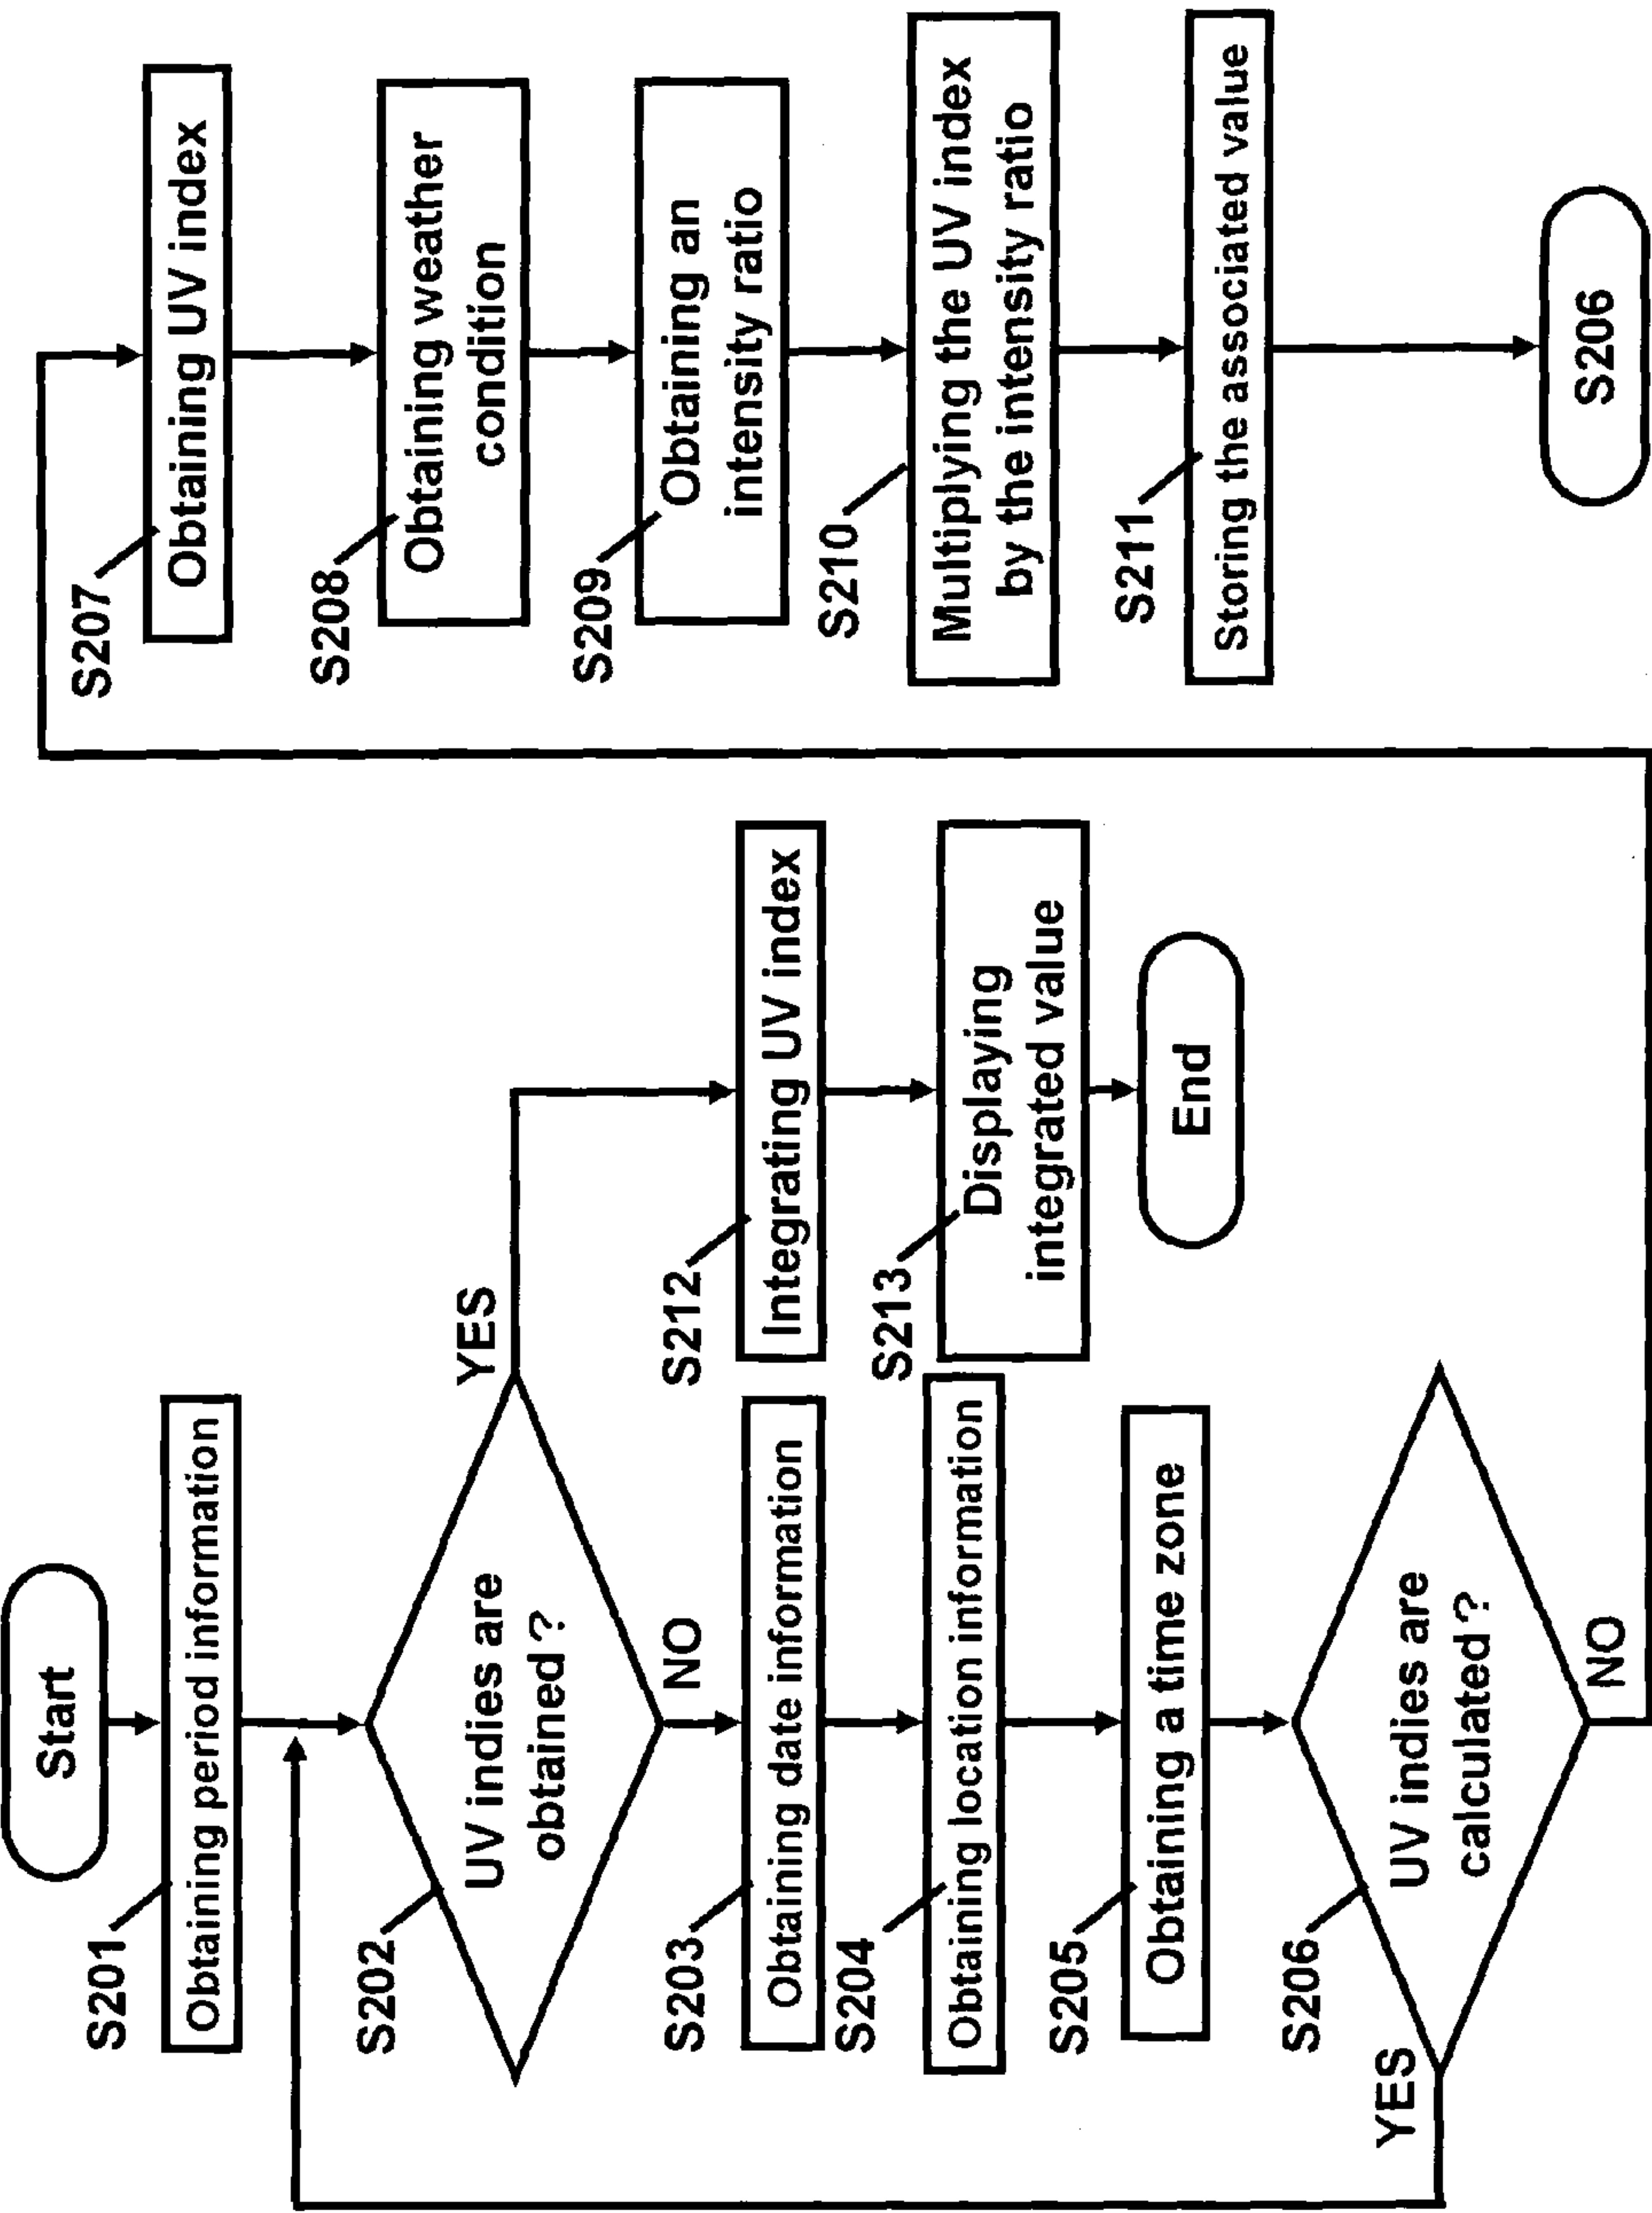 Start
S201
Obtaining period information
S202
UV indies are
obtained ?
YES
NO
S203
Obtaining date information
S204
Obtaining location information
S205
Obtaining a time zone
S206
UV indies are
calculated ?
YES
NO
S212
Integrating UV index
S213
Displaying
integrated value
End
S207
Obtaining UV index
S208
Obtaining weather
condition
S209
Obtaining an
intensity ratio
S210
Multiplying the UV index
by the intensity ratio
S211
Storing the associated value
S206